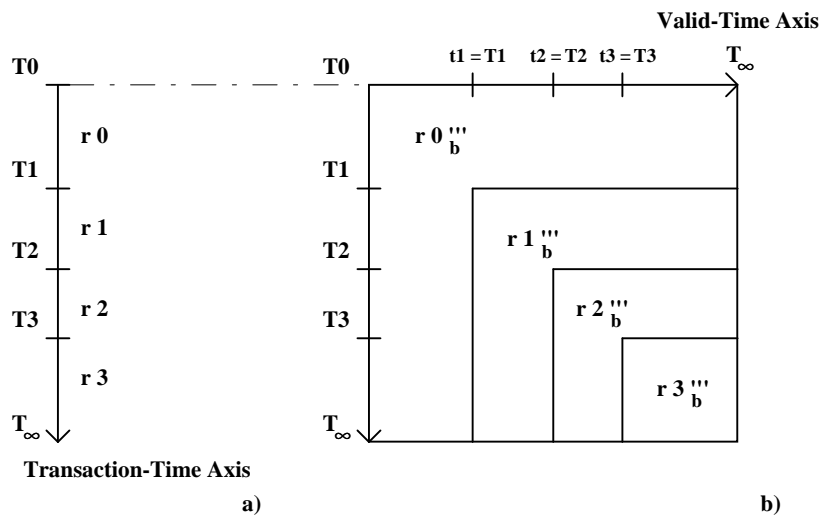 Valid-Time Axis
T0 T0 t1 = T1 t2 = T2 t3 = T3 T∞
r 0 r 0 ''' b
T1 T1
r 1 r 1 ''' b
T2 T2
r 2 r 2 ''' b
T3 T3
r 3 r 3 ''' b
T∞ T∞
Transaction-Time Axis
a) b)